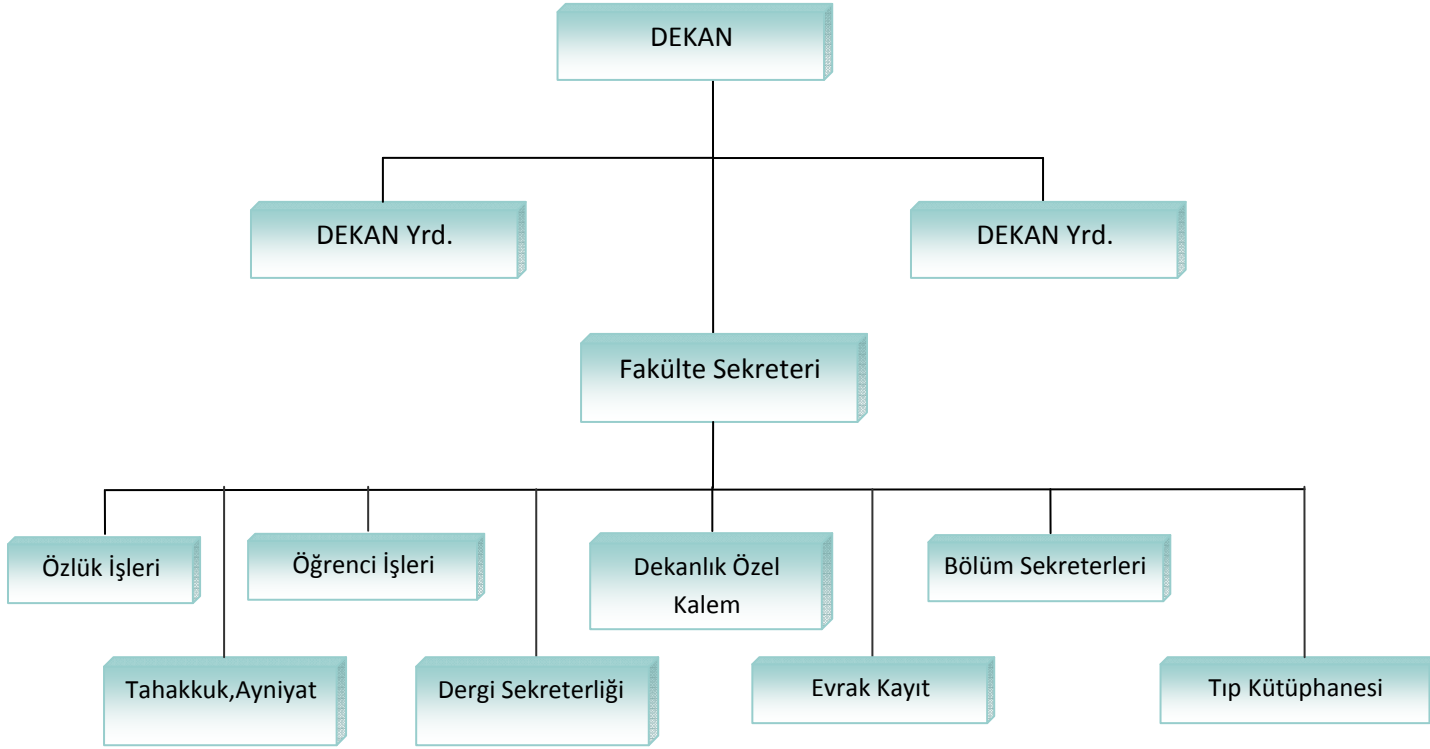 DEKAN
DEKAN Yrd.
DEKAN Yrd.
Fakülte Sekreteri
Özlük İşleri
Öğrenci İşleri
Dekanlık Özel
Kalem
Bölüm Sekreterleri
Tahakkuk,Ayniyat
Dergi Sekreterliği
Evrak Kayıt
Tıp Kütüphanesi